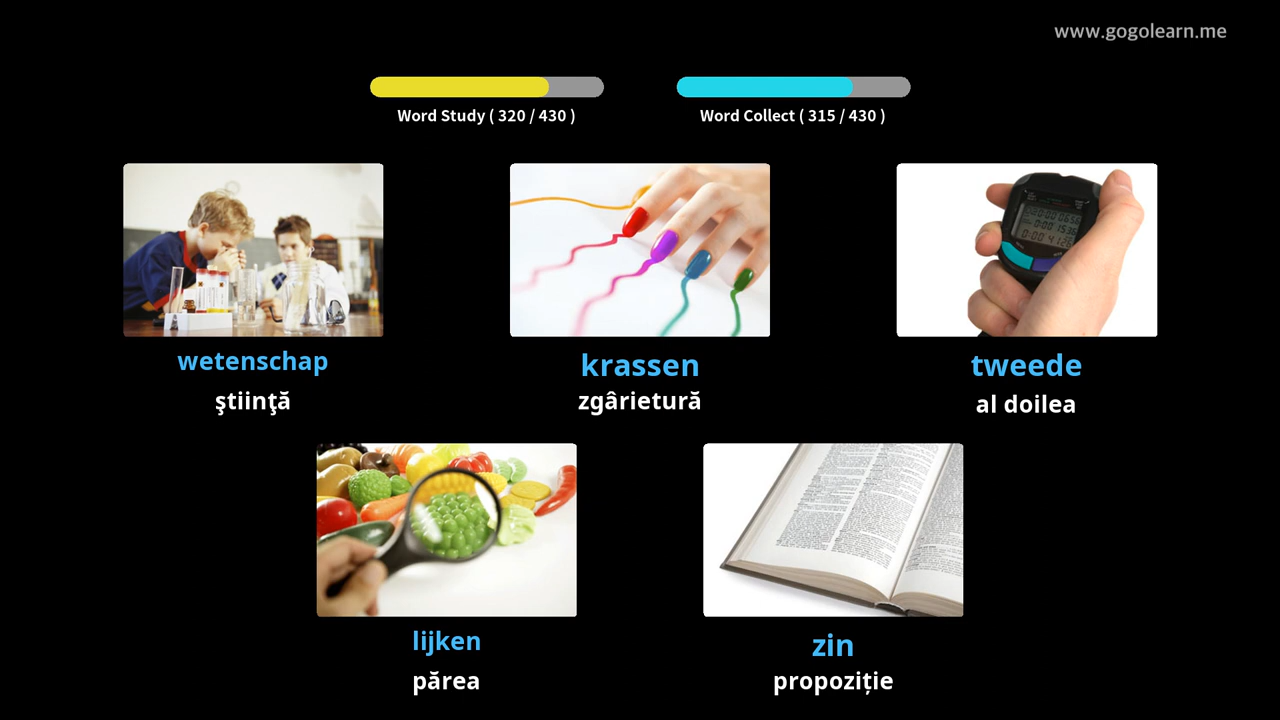 www.gogolearn.me
Word Study ( 320 / 430 )
Word Collect ( 315 / 430 )
wetenschap
ştiinţă
krassen
zgârietură
tweede
al doilea
lijken
părea
zin
propoziție